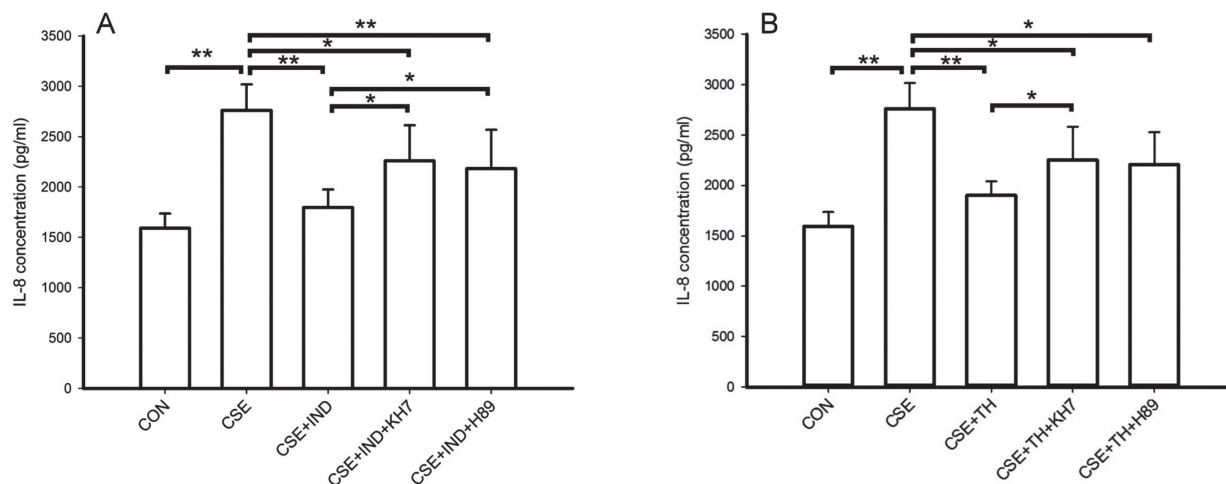 A
IL-8 concentration (pg/ml)
3500
3000
2500
2000
1500
1000
500
0
**
**
*
**
*
*
CON
CSE
CSE+IND
CSE+IND+KH7
CSE+IND+H89
B
IL-8 concentration (pg/ml)
3500
3000
2500
2000
1500
1000
500
0
*
*
**
**
*
CON
CSE
CSE+TH
CSE+TH+KH7
CSE+TH+H89